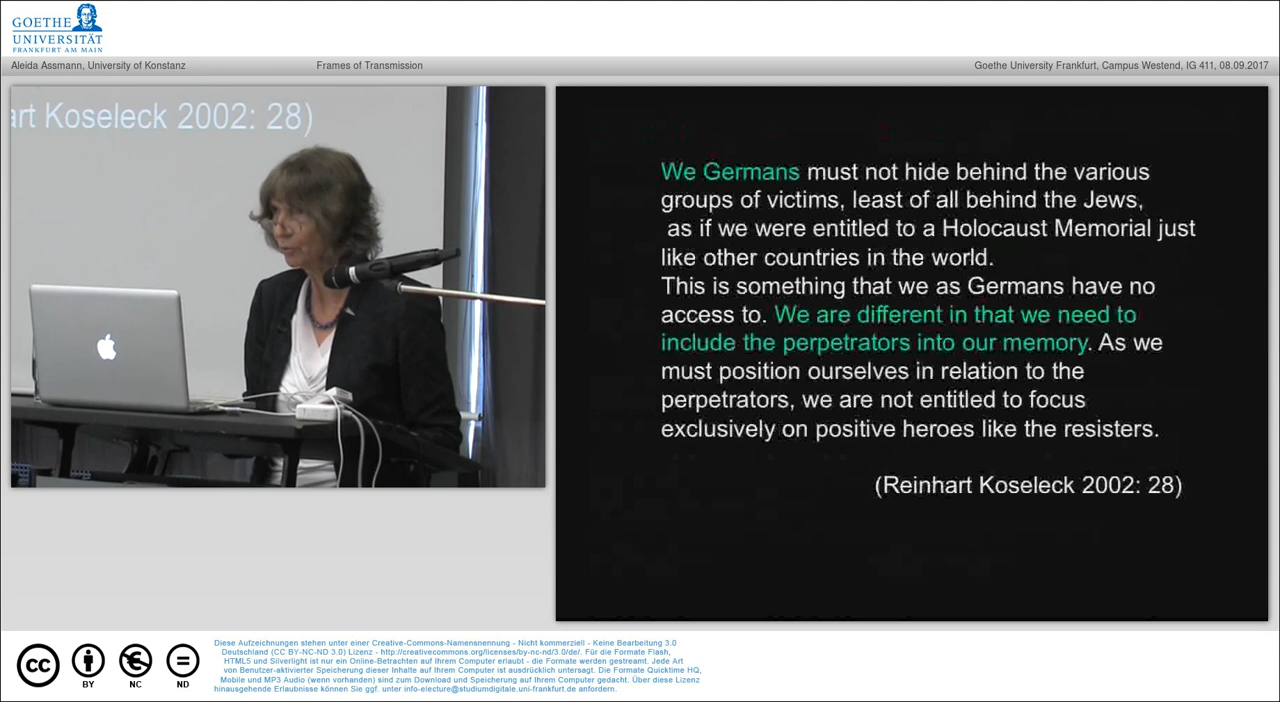 GOETHE
UNIVERSITÄT
FRANKFURT AM MAIN
Aleida Assmann, University of Konstanz
Frames of Transmission
Goethe University Frankfurt, Campus Westend, IG 411, 08.09.2017
art Koseleck 2002: 28)
We Germans must not hide behind the various
groups of victims, least of all behind the Jews,
as if we were entitled to a Holocaust Memorial just
like other countries in the world.
This is something that we as Germans have no
access to. We are different in that we need to
include the perpetrators into our memory. As we
must position ourselves in relation to the
perpetrators, we are not entitled to focus
exclusively on positive heroes like the resisters.
(Reinhart Koseleck 2002: 28)
cc
BY
NC
ND
Diese Aufzeichnungen stehen unter einer Creative-Commons-Namensnennung - Nicht kommerziell - Keine Bearbeitung 3.0
Deutschland (CC BY-NC-ND 3.0) Lizenz - http://creativecommons.org/licenses/by-nc-nd/3.0/de/. Für die Formate Flash,
HTML5 und Silverlight ist nur ein Online-Betrachten auf Ihrem Computer erlaubt - die Formate werden gestreamt. Jede Art
von Benutzer-aktivierter Speicherung dieser Inhalte auf Ihrem Computer ist ausdrücklich untersagt. Die Formate Quicktime HQ,
Mobile und MP3 Audio (wenn vorhanden) sind zum Download und Speicherung auf Ihrem Computer gedacht. Über diese Lizenz
hinausgehende Erlaubnisse können Sie ggf. unter info-electure@studiumdigitale.uni-frankfurt.de anfordern.